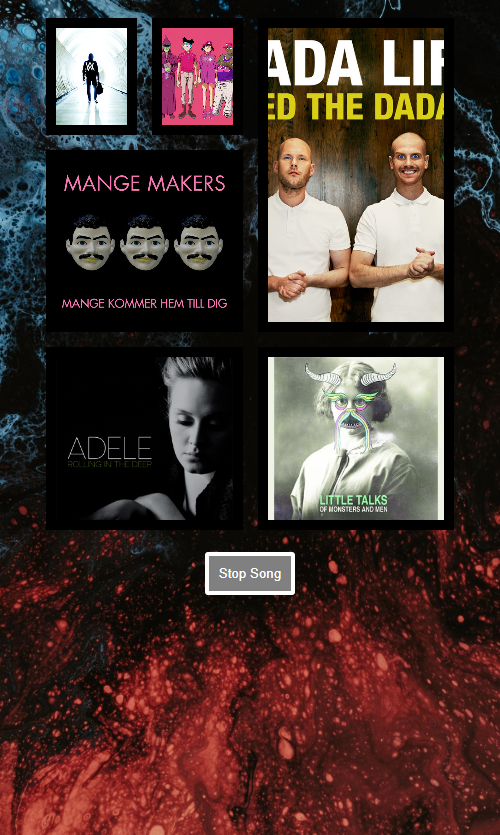 ADA LIF
ED THE DADA
MANGE MAKERS
MANGE KOMMER HEM TILL DIG
ADELE
ROLLING IN THE DEEP
LITTLE TALKS
OF MONSTERS AND MEN
Stop Song